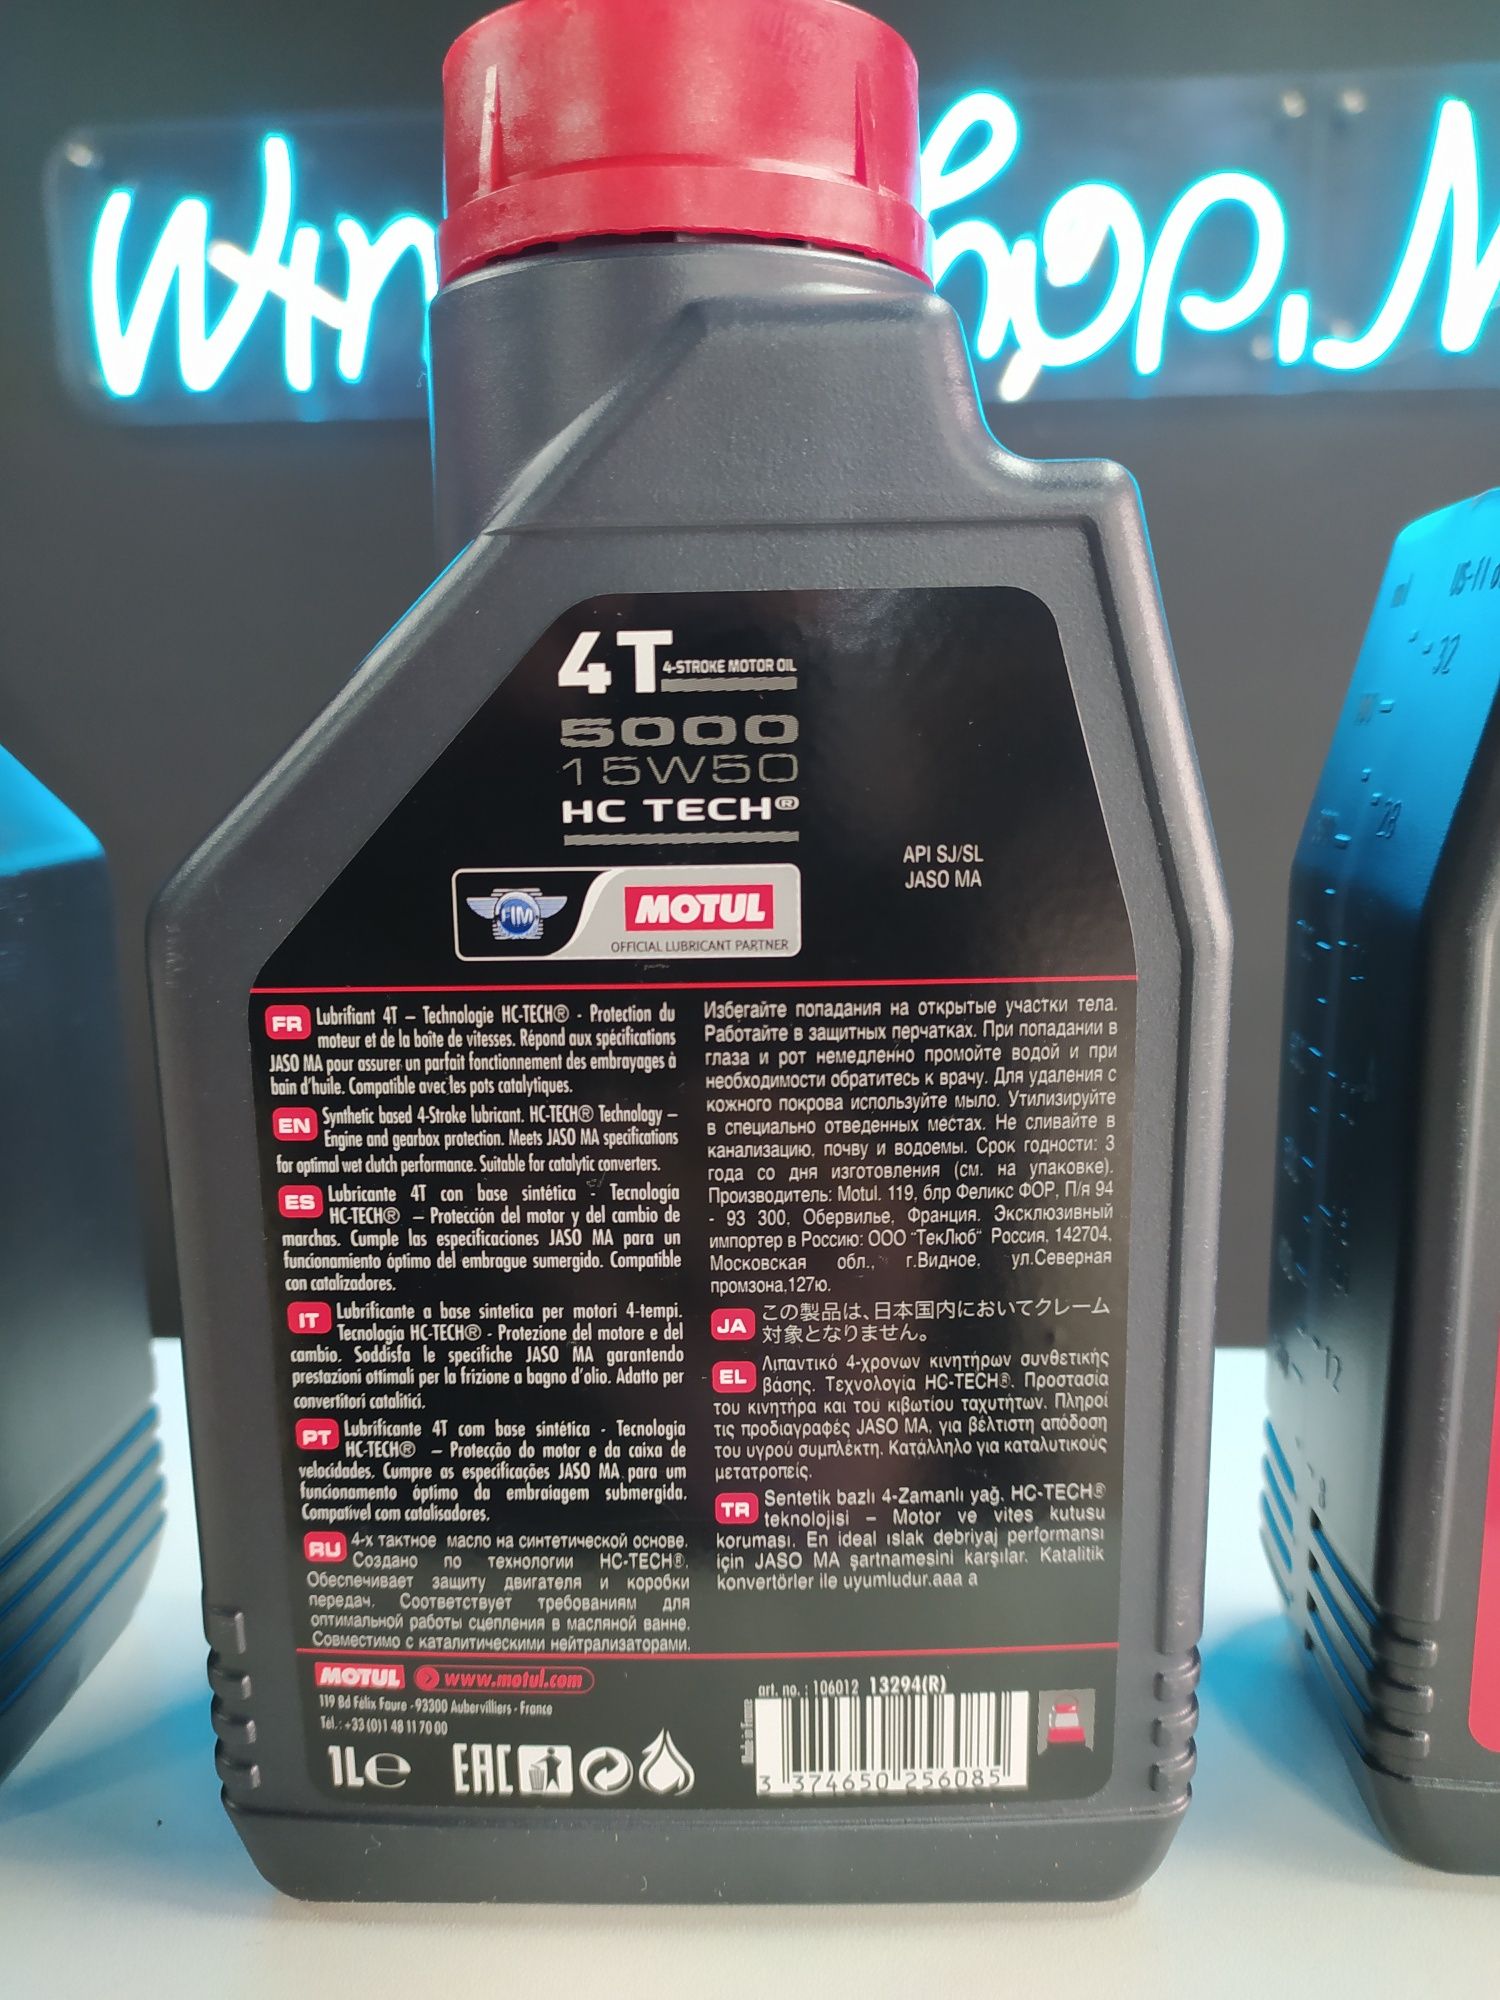 Win
hop.M
4T 4-STROKE MOTOR OIL
5000
15W50
HC TECH®
API SJ/SL
JASO MA
FIM
MOTUL
OFFICIAL LUBRICANT PARTNER
FR Lubrifiant 4T – Technologie HC-TECH® - Protection du
moteur et de la boîte de vitesses. Répond aux spécifications
JASO MA pour assurer un parfait fonctionnement des embrayages à
bain d'huile. Compatible avec les pots catalytiques.
EN Synthetic based 4-Stroke lubricant. HC-TECH® Technology –
Engine and gearbox protection. Meets JASO MA specifications
for optimal wet clutch performance. Suitable for catalytic converters.
ES Lubricante 4T con base sintética - Tecnología
HC-TECH® – Protección del motor y del cambio de
marchas. Cumple las especificaciones JASO MA para un
funcionamiento óptimo del embrague sumergido. Compatible
con catalizadores.
IT Lubrificante a base sintetica per motori 4-tempi.
Tecnologia HC-TECH® - Protezione del motore e del
cambio. Soddisfa le specifiche JASO MA garantendo
prestazioni ottimali per la frizione a bagno d'olio. Adatto per
convertitori catalitici.
PT Lubrificante 4T com base sintética - Tecnologia
HC-TECH® – Protecção do motor e da caixa de
velocidades. Cumpre as especificações JASO MA para um
funcionamento óptimo da embraiagem submergida.
Compatível com catalisadores.
RU 4-х тактное масло на синтетической основе.
Создано по технологии HC-TECH®.
Обеспечивает защиту двигателя и коробки
передач. Соответствует требованиям для
оптимальной работы сцепления в масляной ванне.
Совместимо с каталитическими нейтрализаторами.
Избегайте попадания на открытые участки тела.
Работайте в защитных перчатках. При попадании в
глаза и рот немедленно промойте водой и при
необходимости обратитесь к врачу. Для удаления с
кожного покрова используйте мыло. Утилизируйте
в специально отведенных местах. Не сливайте в
канализацию, почву и водоемы. Срок годности: 3
года со дня изготовления (см. на упаковке).
Производитель: Motul. 119, блр Феликс ФОР, П/я 94
- 93 300, Обервилье, Франция. Эксклюзивный
импортер в Россию: ООО "ТекЛюб" Россия, 142704,
Московская обл., г.Видное, ул.Северная
промзона,127ю.
JA この製品は、日本国内においてクレーム
対象となりません。
EL Λιπαντικό 4-χρονων κινητήρων συνθετικής
βάσης. Τεχνολογία HC-TECH®. Προστασία
του κινητήρα και του κιβωτίου ταχυτήτων. Πληροί
τις προδιαγραφές JASO MA, για βέλτιστη απόδοση
του υγρού συμπλέκτη. Κατάλληλο για καταλυτικούς
μετατροπείς.
TR Sentetik bazlı 4-Zamanlı yağ. HC-TECH®
teknolojisi – Motor ve vites kutusu
koruması. En ideal ıslak debriyaj performansı
için JASO MA şartnamesini karşılar. Katalitik
konvertörler ile uyumludur.aaa a
MOTUL www.motul.com
119 Bd Félix Faure - 93300 Aubervilliers - France
Tél.: +33 (0)1 48 11 70 00
1L e EAC
art. no. : 106012 13294(R)
Made in France
3 374650 256085
ml US-fl
32
28
12
8